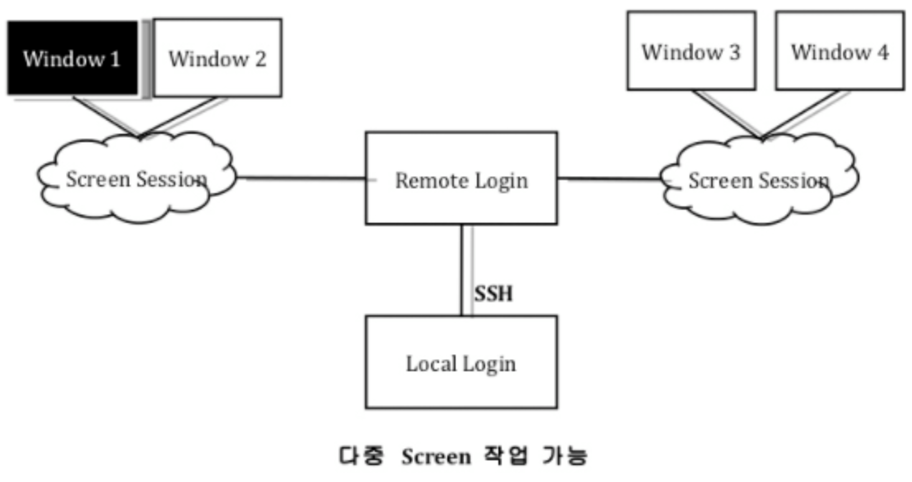 Window 1
Window 2
Window 3
Window 4
Screen Session
Remote Login
Screen Session
SSH
Local Login
다중 Screen 작업 가능